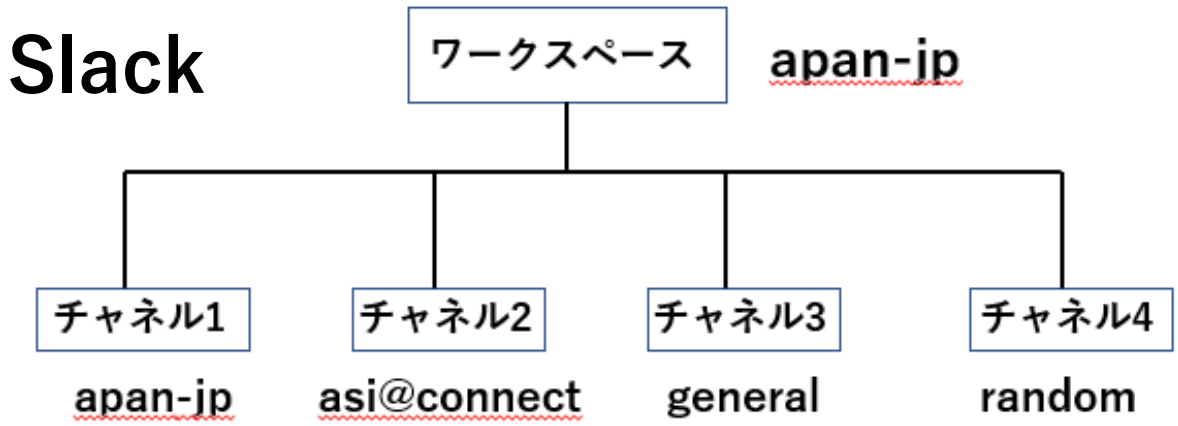 Slack
ワークスペース
apan-jp
チャネル1
チャネル2
チャネル3
チャネル4
apan-jp
asi@connect
general
random